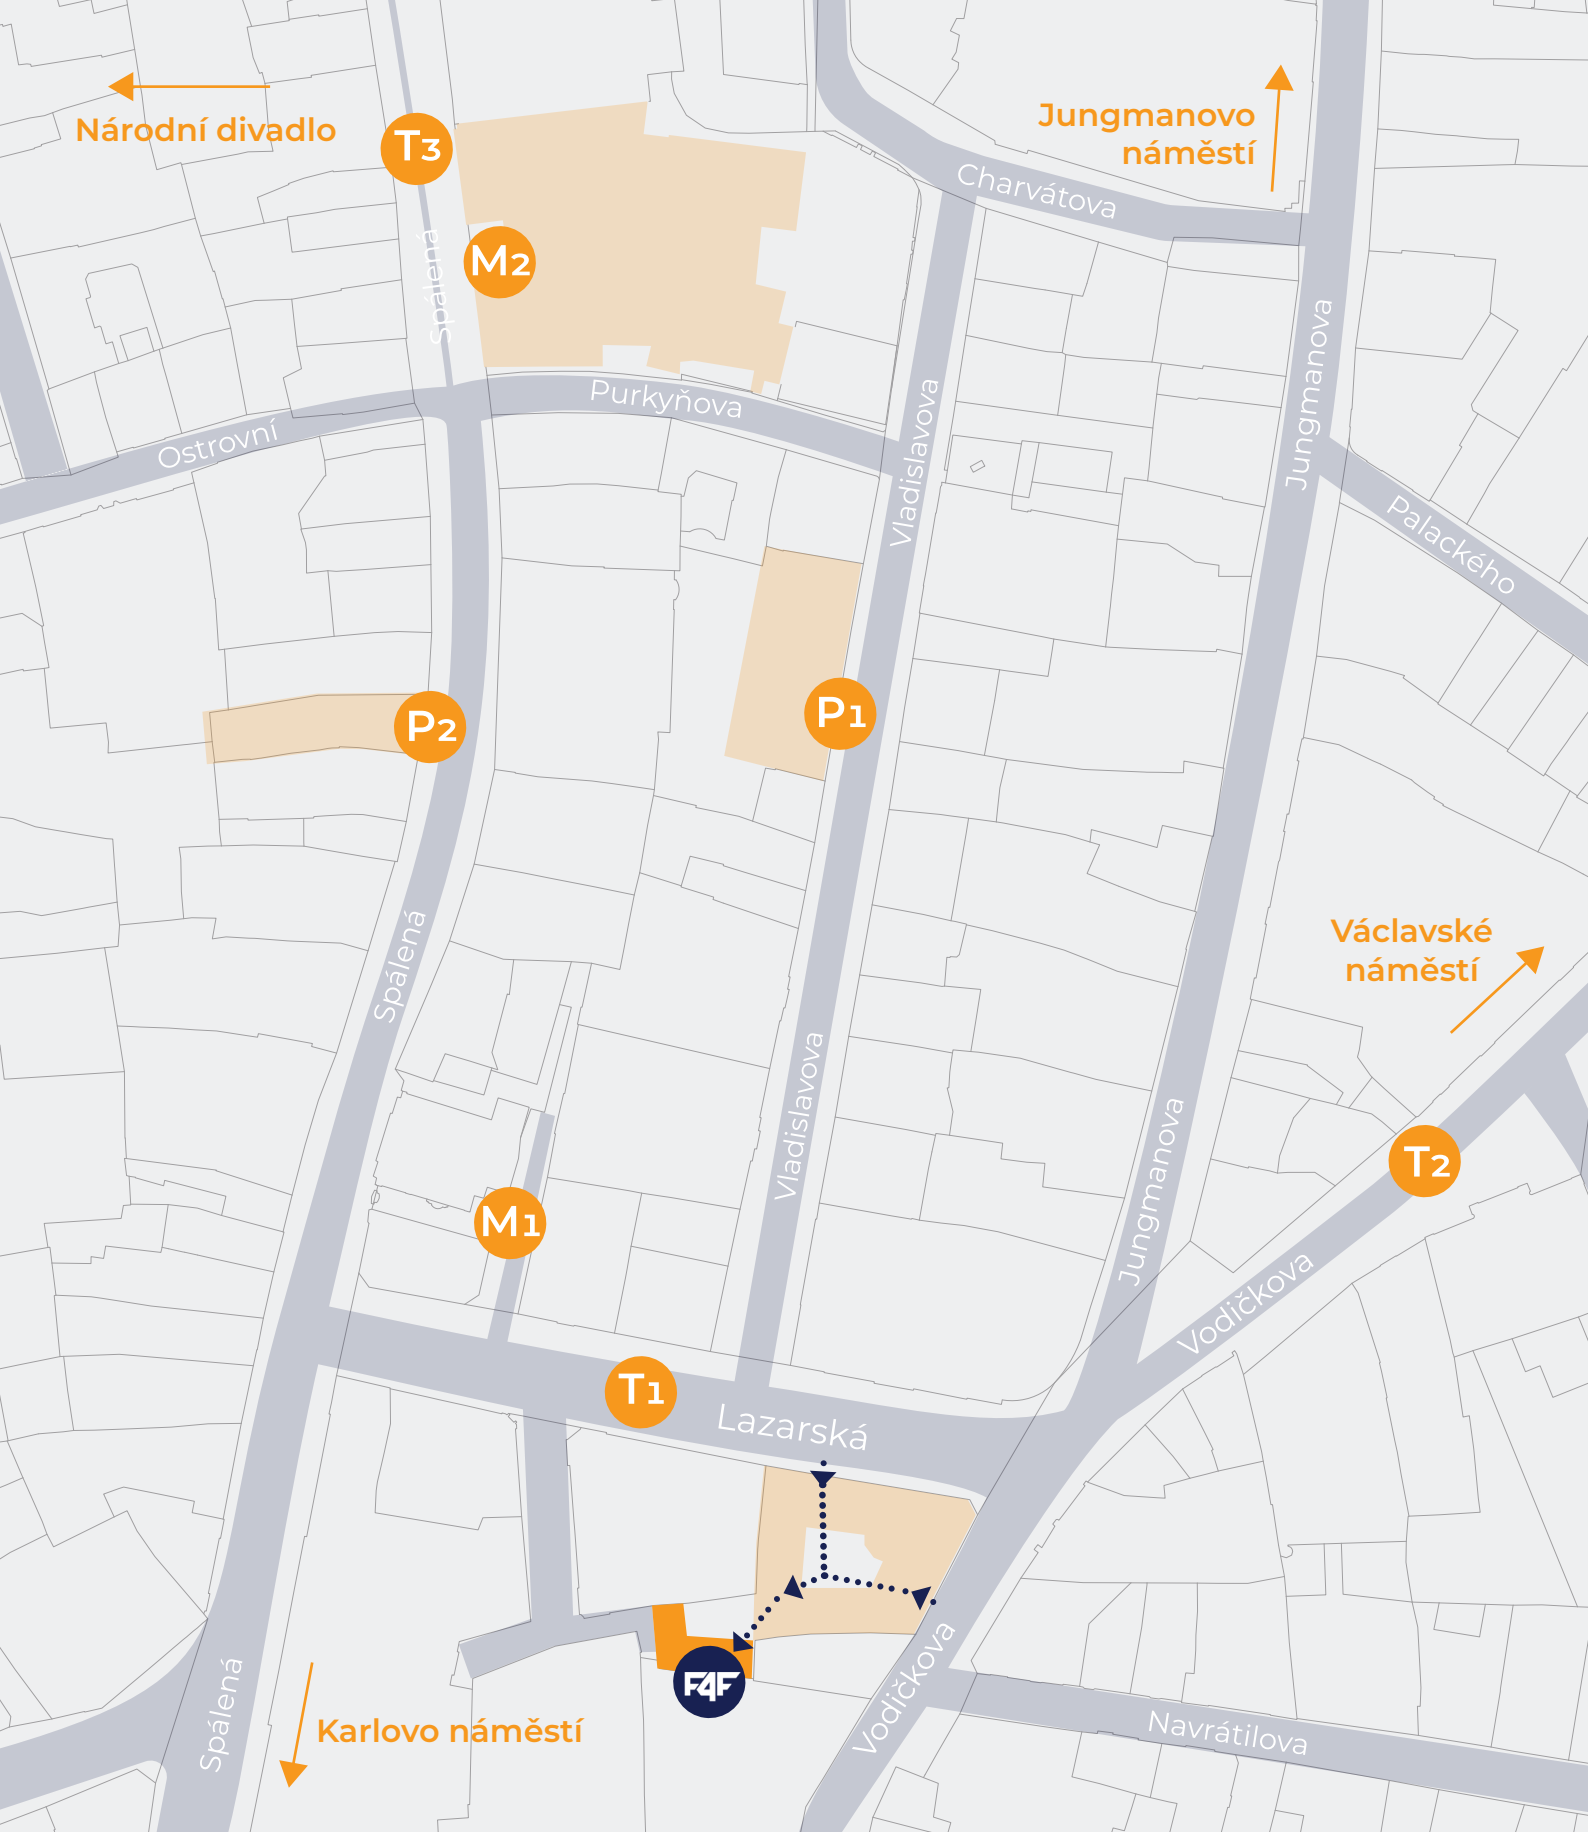 Národní divadlo
T3
Jungmanovo
náměstí
Charvátova
Spálená
M2
Jungmanova
Purkyňova
Vladislavova
Ostrovní
Palackého
P2
P1
Spálená
Václavské
náměstí
Vladislavova
Jungmanova
T2
M1
Vodičkova
T1
Lazarská
F4F
Vodičkova
Spálená
Karlovo náměstí
Navrátilova